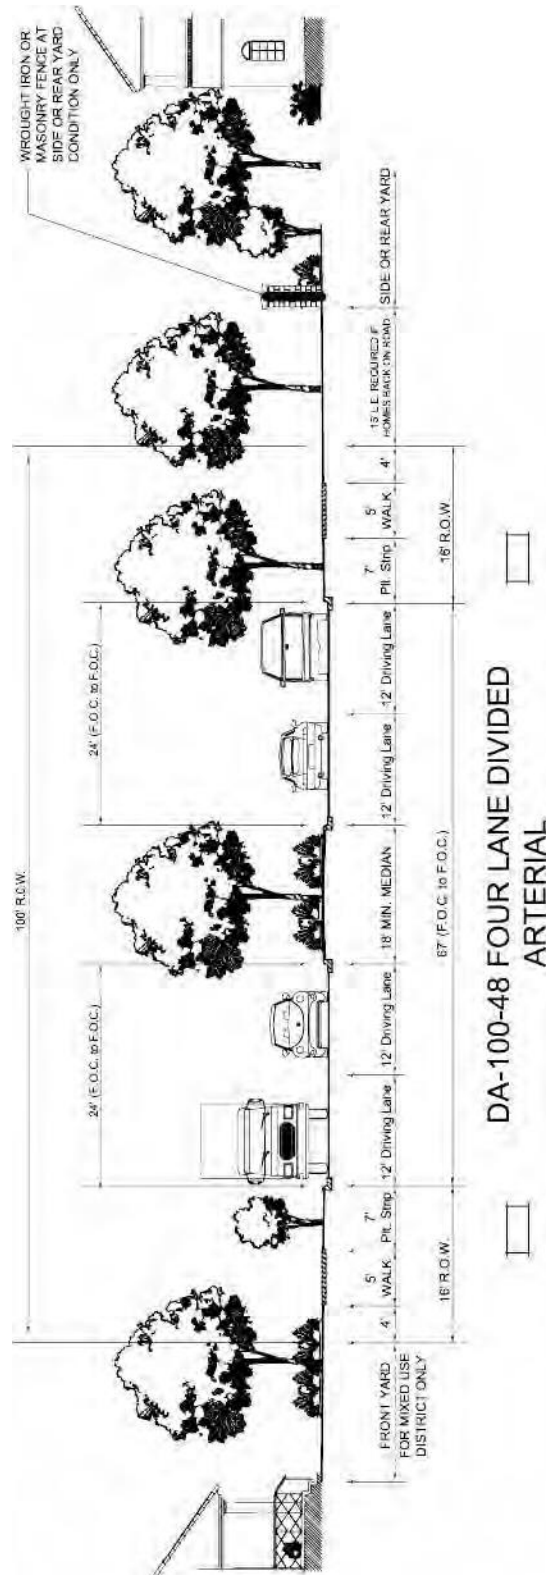 WROUGHT IRON OR
MASONRY FENCE AT
SIDE OR REAR YARD
CONDITION ONLY
100' R.O.W.
24' (F.O.C. to F.O.C.)
24' (F.O.C. to F.O.C.)
FRONT YARD
FOR MIXED USE
DISTRICT ONLY
4'
5'
WALK
7'
Plt. Strip
12' Driving Lane
12' Driving Lane
18' MIN. MEDIAN
12' Driving Lane
12' Driving Lane
7'
Plt. Strip
5'
WALK
4'
15' L.E. REQUIRED IF
HOMES BACK ON ROAD
SIDE OR REAR YARD
16' R.O.W.
67' (F.O.C. to F.O.C.)
16' R.O.W.
DA-100-48 FOUR LANE DIVIDED
ARTERIAL